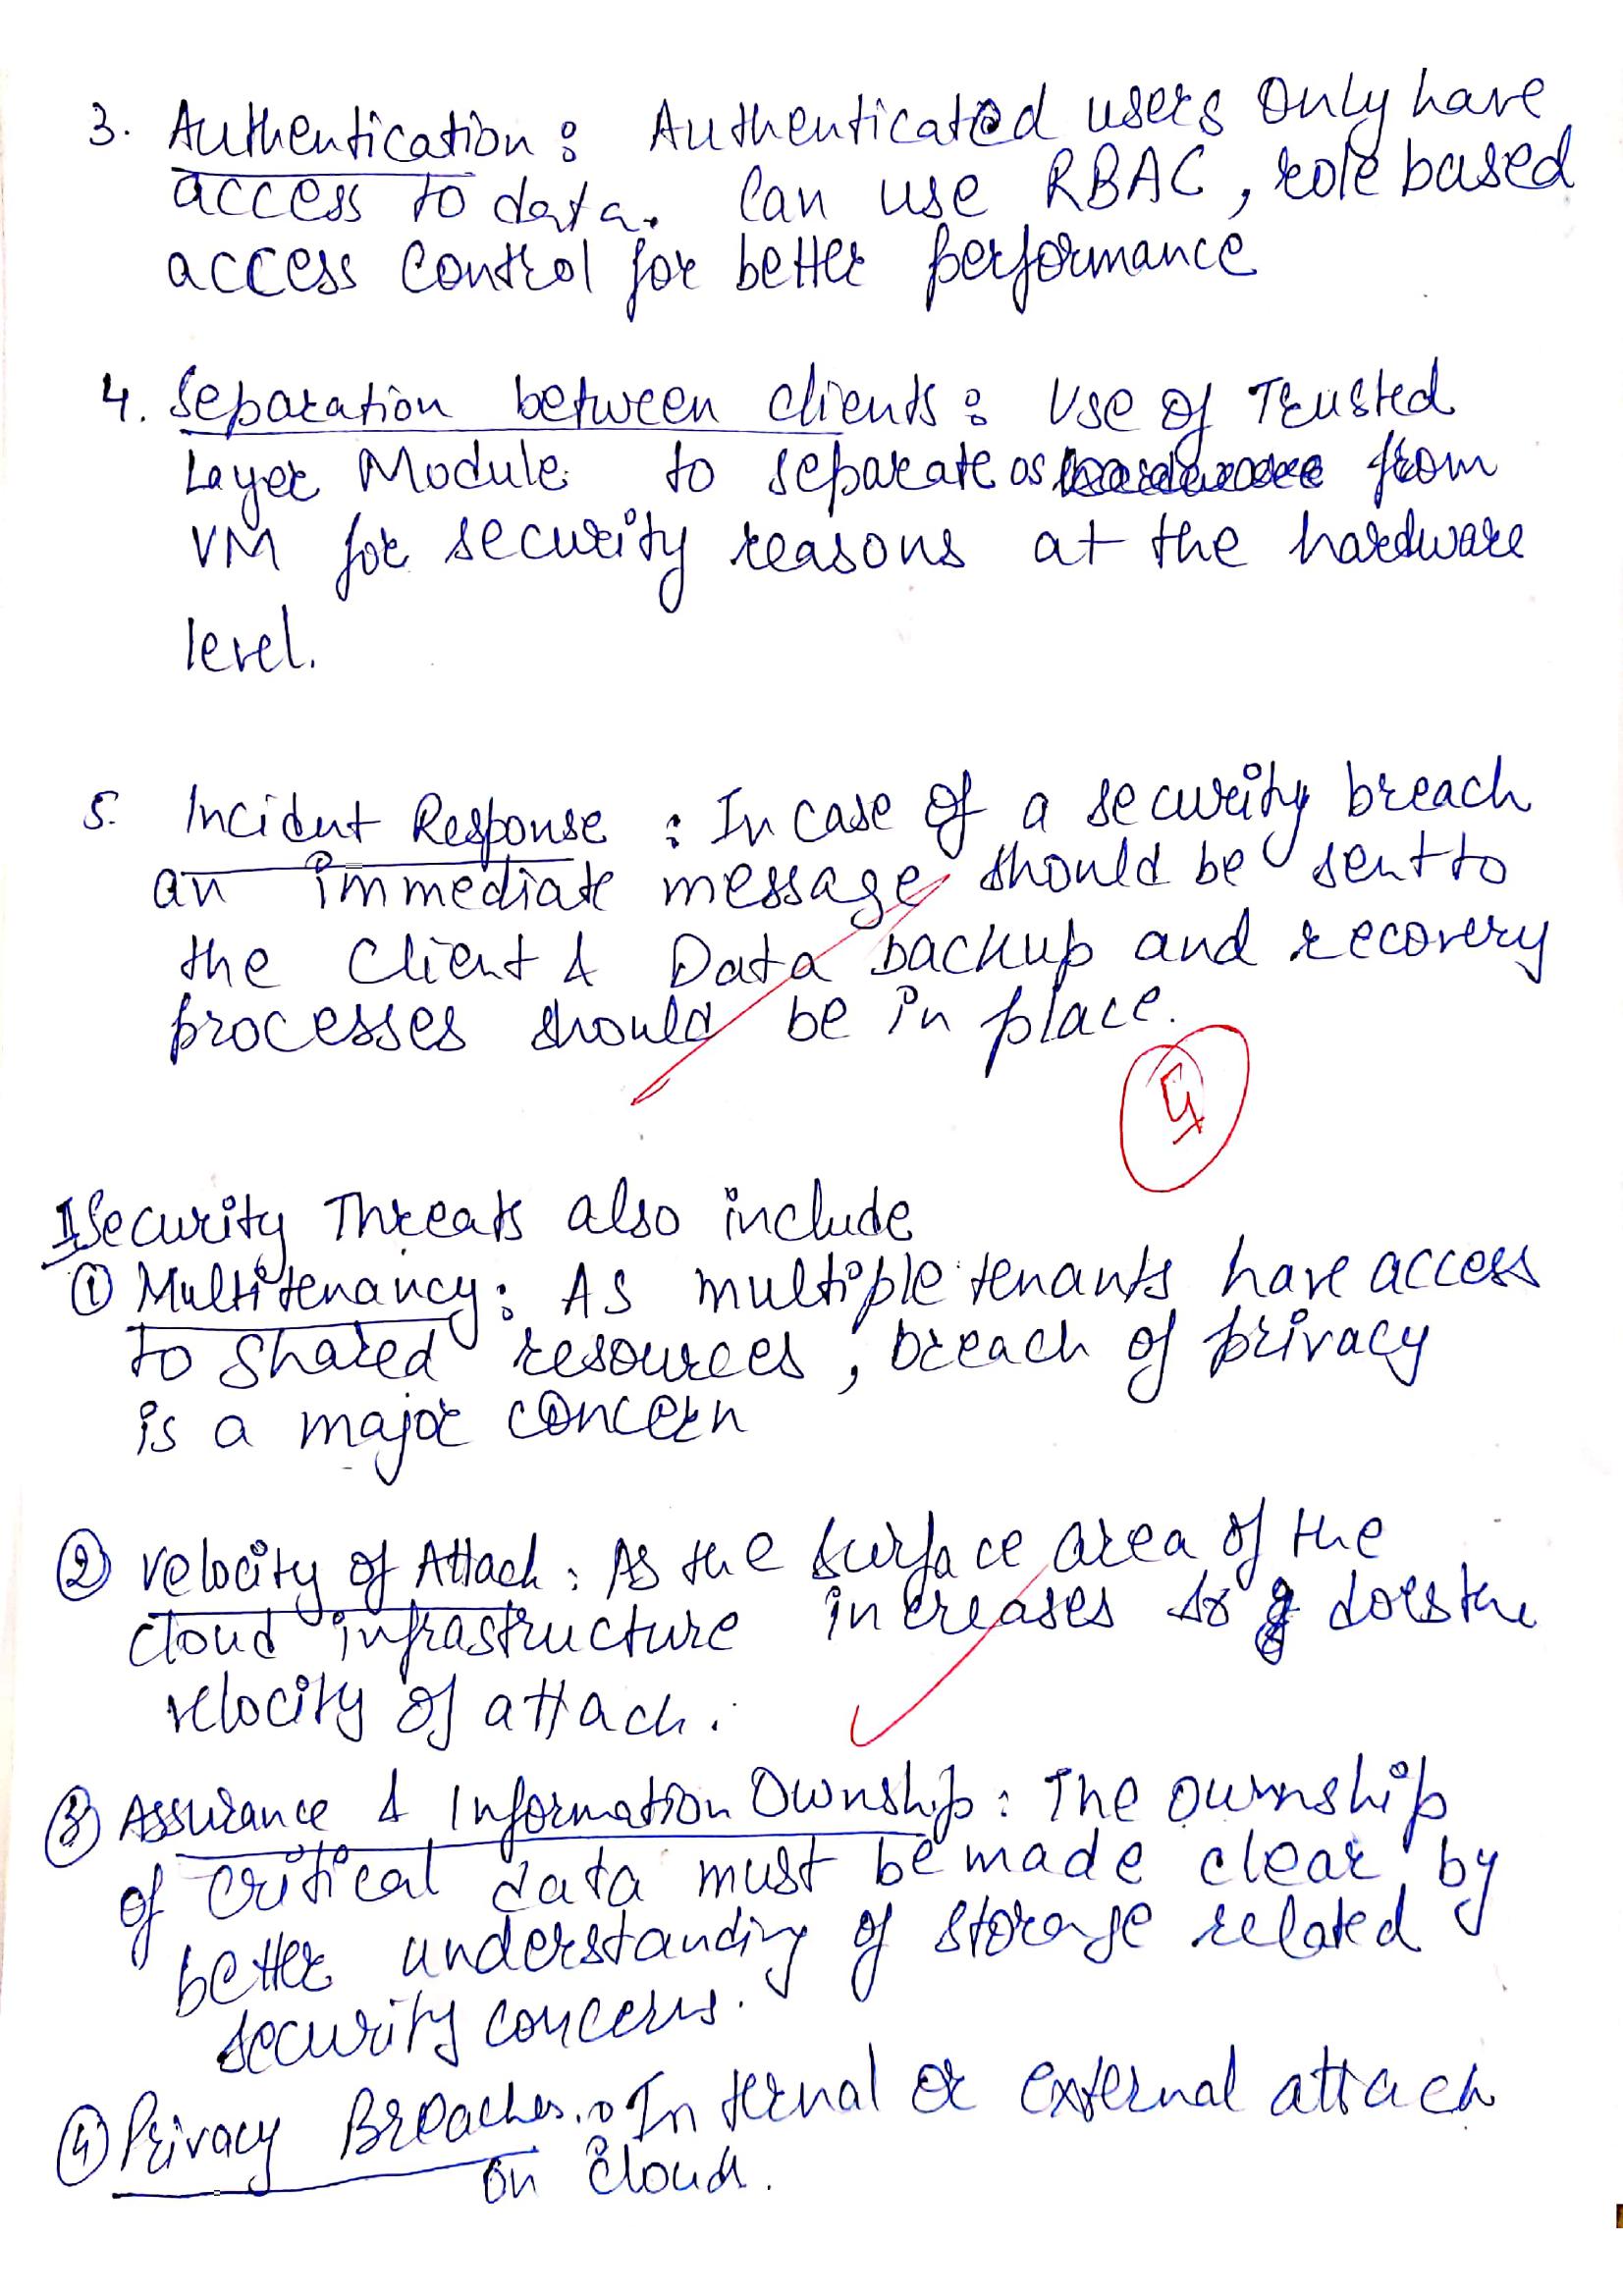 3. Authentication: Authenticated users Only have
access to data. Can use RBAC, role based
access Control for better performance
4. Separation between clients: Use of Trusted
Layer Module to separate os from
VM for security reasons at the hardware
level.
5. Incident Response: In case of a security breach
an immediate message should be sent to
the Client & Data Backup and recovery
processes should be in place.
4
II Security Threats also include
① Multitenancy: As multiple tenants have access
to shared resources, breach of privacy
is a major concern
② Velocity of Attack: As the surface area of the
cloud infrastructure increases so does the
velocity of attack.
③ Assurance & Information Ownship: The ownship
of critical data must be made clear by
better understanding of storage related
security concerns.
④ Privacy Breaches: Internal or external attack
on Cloud.